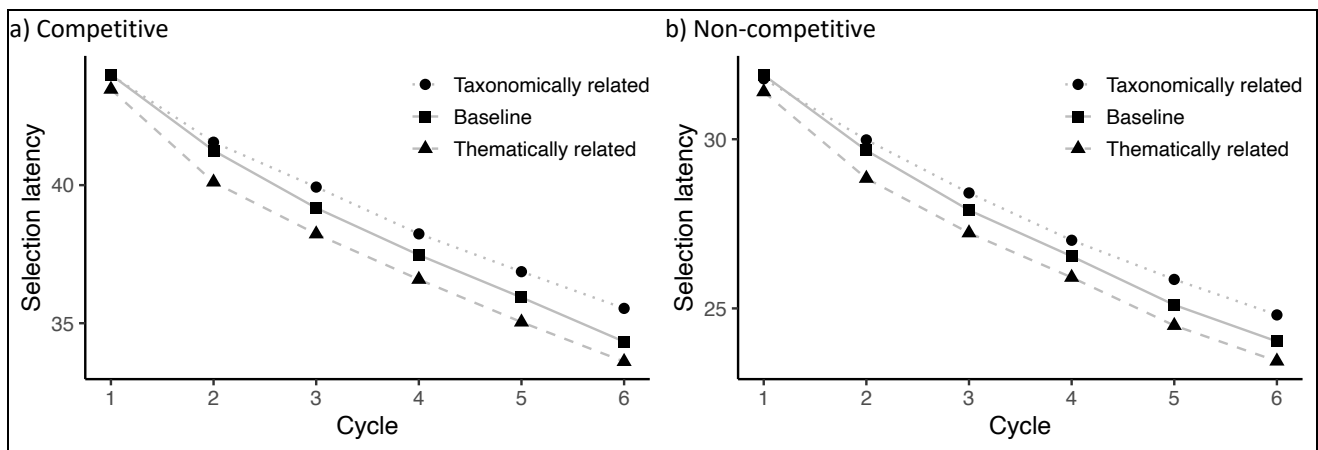 a) Competitive
Taxonomically related
Baseline
Thematically related
Selection latency
40
35
1 2 3 4 5 6
Cycle
b) Non-competitive
Taxonomically related
Baseline
Thematically related
Selection latency
30
25
1 2 3 4 5 6
Cycle